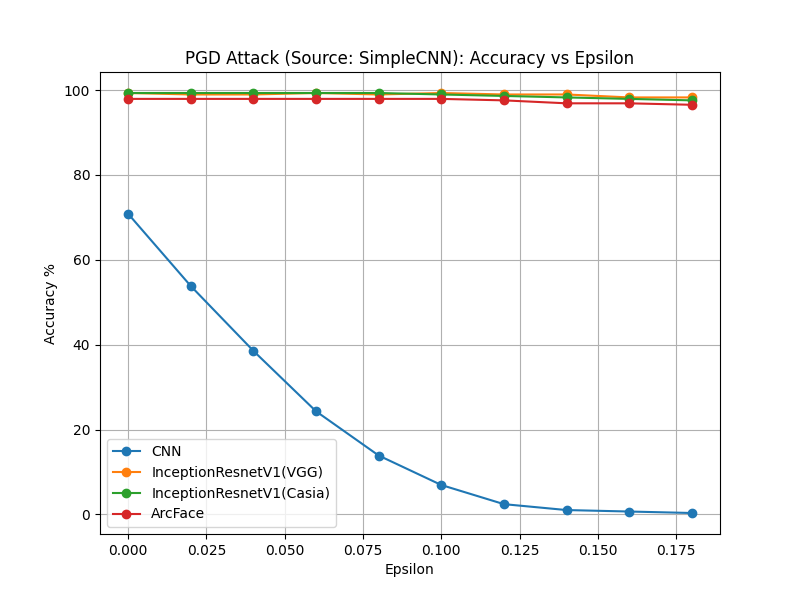 PGD Attack (Source: SimpleCNN): Accuracy vs Epsilon
Accuracy %
100
80
60
40
20
0
CNN
InceptionResnetV1(VGG)
InceptionResnetV1(Casia)
ArcFace
0.000 0.025 0.050 0.075 0.100 0.125 0.150 0.175
Epsilon